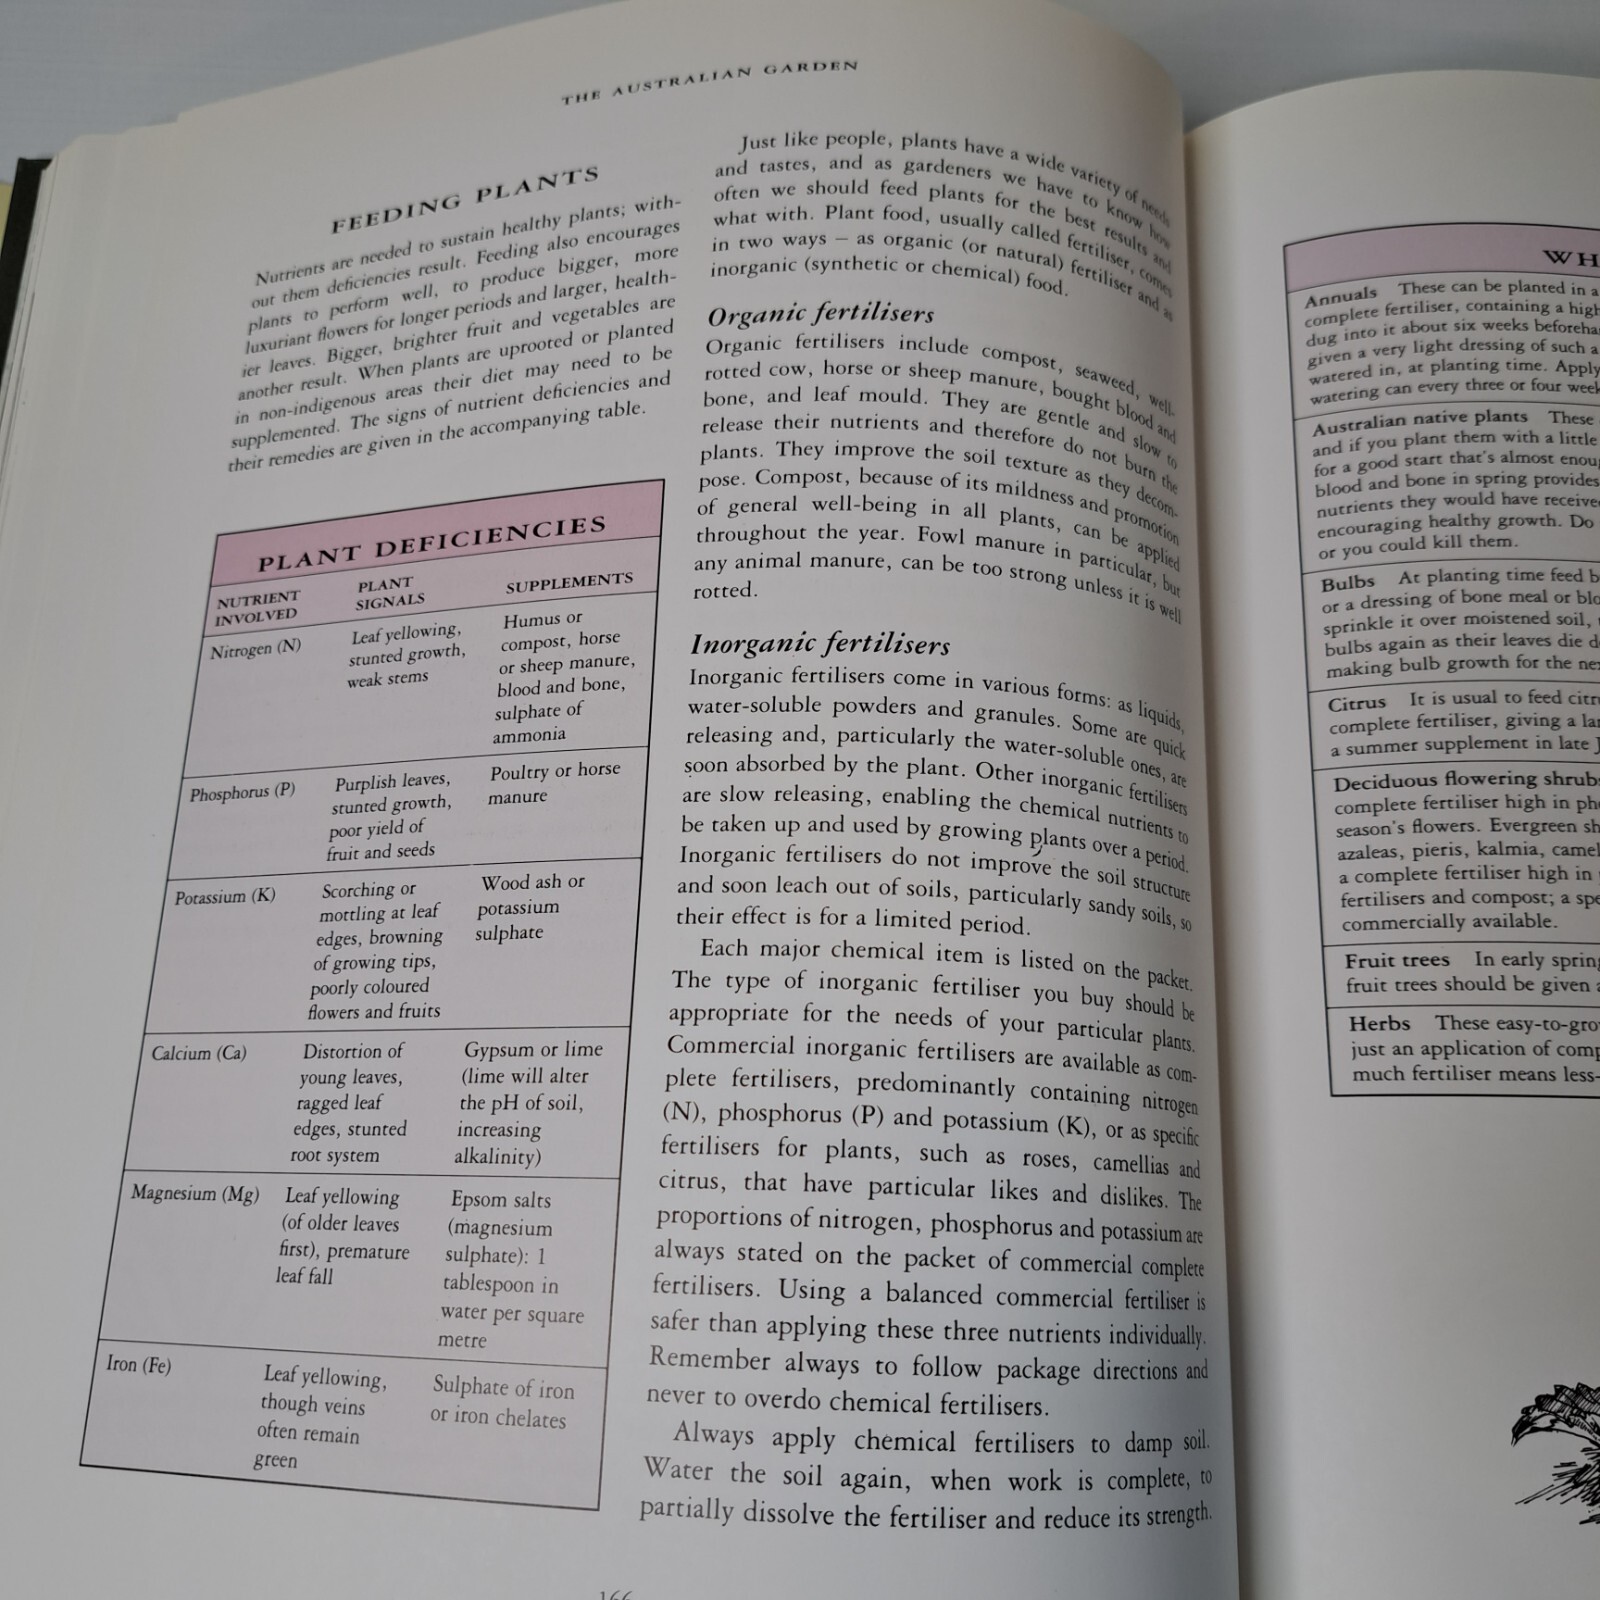 THE AUSTRALIAN GARDEN
FEEDING PLANTS
Nutrients are needed to sustain healthy plants; with-
out them deficiencies result. Feeding also encourages
plants to perform well, to produce bigger, more
luxuriant flowers for longer periods and larger, health-
ier leaves. Bigger, brighter fruit and vegetables are
another result. When plants are uprooted or planted
in non-indigenous areas their diet may need to be
supplemented. The signs of nutrient deficiencies and
their remedies are given in the accompanying table.
PLANT DEFICIENCIES
NUTRIENT
INVOLVED
PLANT
SIGNALS
SUPPLEMENTS
Nitrogen (N)
Leaf yellowing,
stunted growth,
weak stems
Humus or
compost, horse
or sheep manure,
blood and bone,
sulphate of
ammonia
Phosphorus (P)
Purplish leaves,
stunted growth,
poor yield of
fruit and seeds
Poultry or horse
manure
Potassium (K)
Scorching or
mottling at leaf
edges, browning
of growing tips,
poorly coloured
flowers and fruits
Wood ash or
potassium
sulphate
Calcium (Ca)
Distortion of
young leaves,
ragged leaf
edges, stunted
root system
Gypsum or lime
(lime will alter
the pH of soil,
increasing
alkalinity)
Magnesium (Mg)
Leaf yellowing
(of older leaves
first), premature
leaf fall
Epsom salts
(magnesium
sulphate): 1
tablespoon in
water per square
metre
Iron (Fe)
Leaf yellowing,
though veins
often remain
green
Sulphate of iron
or iron chelates
Just like people, plants have a wide variety of needs
and tastes, and as gardeners we have to know how
often we should feed plants for the best results and
what with. Plant food, usually called fertiliser, comes
in two ways – as organic (or natural) fertiliser and as
inorganic (synthetic or chemical) food.
Organic fertilisers
Organic fertilisers include compost, seaweed, well-
rotted cow, horse or sheep manure, bought blood and
bone, and leaf mould. They are gentle and slow to
release their nutrients and therefore do not burn the
plants. They improve the soil texture as they decom-
pose. Compost, because of its mildness and promotion
of general well-being in all plants, can be applied
throughout the year. Fowl manure in particular, but
any animal manure, can be too strong unless it is well
rotted.
Inorganic fertilisers
Inorganic fertilisers come in various forms: as liquids,
water-soluble powders and granules. Some are quick
releasing and, particularly the water-soluble ones, are
soon absorbed by the plant. Other inorganic fertilisers
are slow releasing, enabling the chemical nutrients to
be taken up and used by growing plants over a period.
Inorganic fertilisers do not improve the soil structure
and soon leach out of soils, particularly sandy soils, so
their effect is for a limited period.
Each major chemical item is listed on the packet.
The type of inorganic fertiliser you buy should be
appropriate for the needs of your particular plants.
Commercial inorganic fertilisers are available as com-
plete fertilisers, predominantly containing nitrogen
(N), phosphorus (P) and potassium (K), or as specific
fertilisers for plants, such as roses, camellias and
citrus, that have particular likes and dislikes. The
proportions of nitrogen, phosphorus and potassium are
always stated on the packet of commercial complete
fertilisers. Using a balanced commercial fertiliser is
safer than applying these three nutrients individually.
Remember always to follow package directions and
never to overdo chemical fertilisers.
Always apply chemical fertilisers to damp soil.
Water the soil again, when work is complete, to
partially dissolve the fertiliser and reduce its strength.
166
WH
Annuals These can be planted in a
complete fertiliser, containing a high
dug into it about six weeks beforeha
given a very light dressing of such a
watered in, at planting time. Apply
watering can every three or four week
Australian native plants These
and if you plant them with a little
for a good start that's almost enou
blood and bone in spring provides
nutrients they would have receive
encouraging healthy growth. Do
or you could kill them.
Bulbs At planting time feed b
or a dressing of bone meal or blo
sprinkle it over moistened soil,
bulbs again as their leaves die d
making bulb growth for the ne
Citrus It is usual to feed citr
complete fertiliser, giving a la
a summer supplement in late J
Deciduous flowering shrubs
complete fertiliser high in ph
season's flowers. Evergreen sh
azaleas, pieris, kalmia, camel
a complete fertiliser high in
fertilisers and compost; a spe
commercially available.
Fruit trees In early spring
fruit trees should be given a
Herbs These easy-to-gro
just an application of comp
much fertiliser means less-